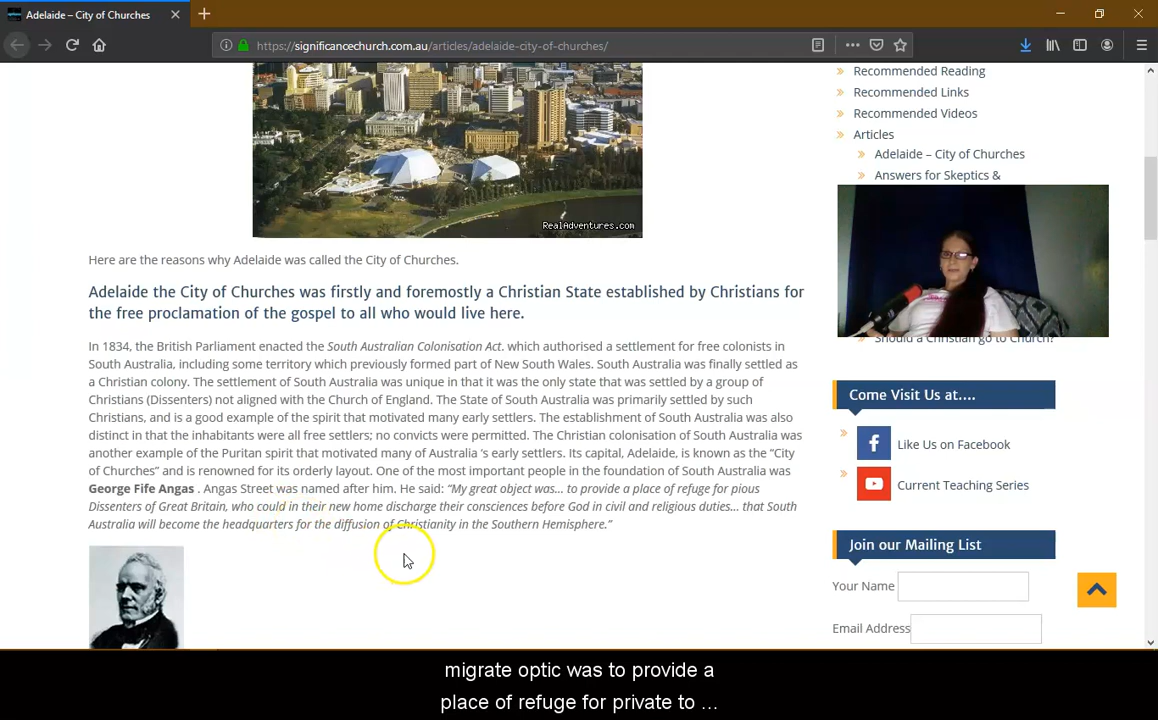 Adelaide – City of Churches
https://significancechurch.com.au/articles/adelaide-city-of-churches/
RealAdventures.com
Here are the reasons why Adelaide was called the City of Churches.
Adelaide the City of Churches was firstly and foremostly a Christian State established by Christians for
the free proclamation of the gospel to all who would live here.
In 1834, the British Parliament enacted the South Australian Colonisation Act. which authorised a settlement for free colonists in
South Australia, including some territory which previously formed part of New South Wales. South Australia was finally settled as
a Christian colony. The settlement of South Australia was unique in that it was the only state that was settled by a group of
Christians (Dissenters) not aligned with the Church of England. The State of South Australia was primarily settled by such
Christians, and is a good example of the spirit that motivated many early settlers. The establishment of South Australia was also
distinct in that the inhabitants were all free settlers; no convicts were permitted. The Christian colonisation of South Australia was
another example of the Puritan spirit that motivated many of Australia 's early settlers. Its capital, Adelaide, is known as the "City
of Churches" and is renowned for its orderly layout. One of the most important people in the foundation of South Australia was
George Fife Angas . Angas Street was named after him. He said: "My great object was... to provide a place of refuge for pious
Dissenters of Great Britain, who could in their new home discharge their consciences before God in civil and religious duties... that South
Australia will become the headquarters for the diffusion of Christianity in the Southern Hemisphere."
Recommended Reading
Recommended Links
Recommended Videos
Articles
Adelaide – City of Churches
Answers for Skeptics &
Should a Christian go to Church?
Come Visit Us at....
Like Us on Facebook
Current Teaching Series
Join our Mailing List
Your Name
Email Address
migrate optic was to provide a
place of refuge for private to ...